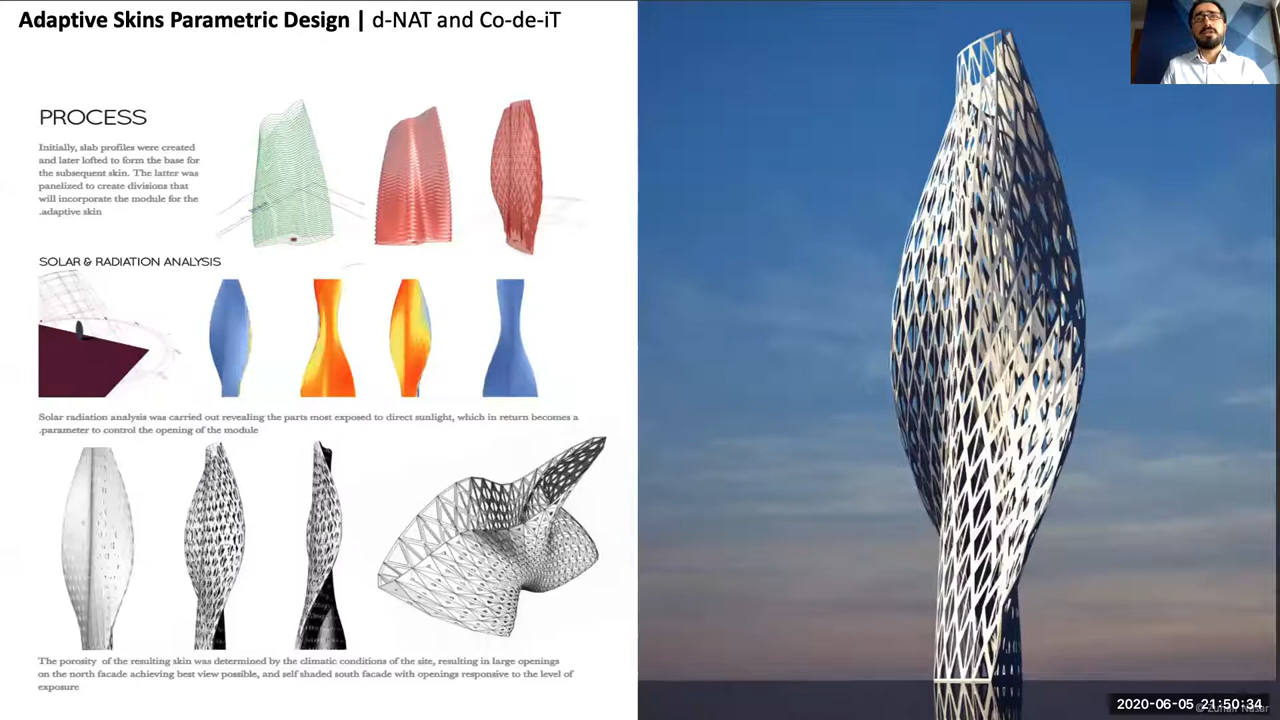 Adaptive Skins Parametric Design | d-NAT and Co-de-iT
PROCESS
Initially, slab profiles were created
and later lofted to form the base for
the subsequent skin. The latter was
panelized to create divisions that
will incorporate the module for the
.adaptive skin
SOLAR & RADIATION ANALYSIS
Solar radiation analysis was carried out revealing the parts most exposed to direct sunlight, which in return becomes a
.parameter to control the opening of the module
The porosity of the resulting skin was determined by the climatic conditions of the site, resulting in large openings
on the north facade achieving best view possible, and self shaded south facade with openings responsive to the level of
exposure
2020-06-05 21:50:34